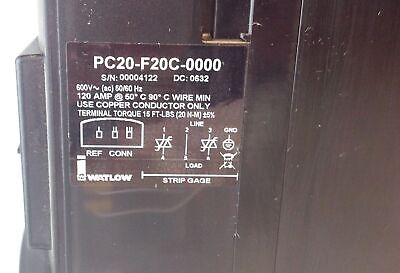 PC20-F20C-0000
S/N: 00004122 DC: 0632
600V~ (ac) 50/60 Hz
120 AMP @ 50° C 90° C WIRE MIN
USE COPPER CONDUCTOR ONLY
TERMINAL TORQUE 15 FT-LBS (20 N-M) ±5%
LINE
1 2 3 GND
REF CONN
LOAD
WATLOW
STRIP GAGE